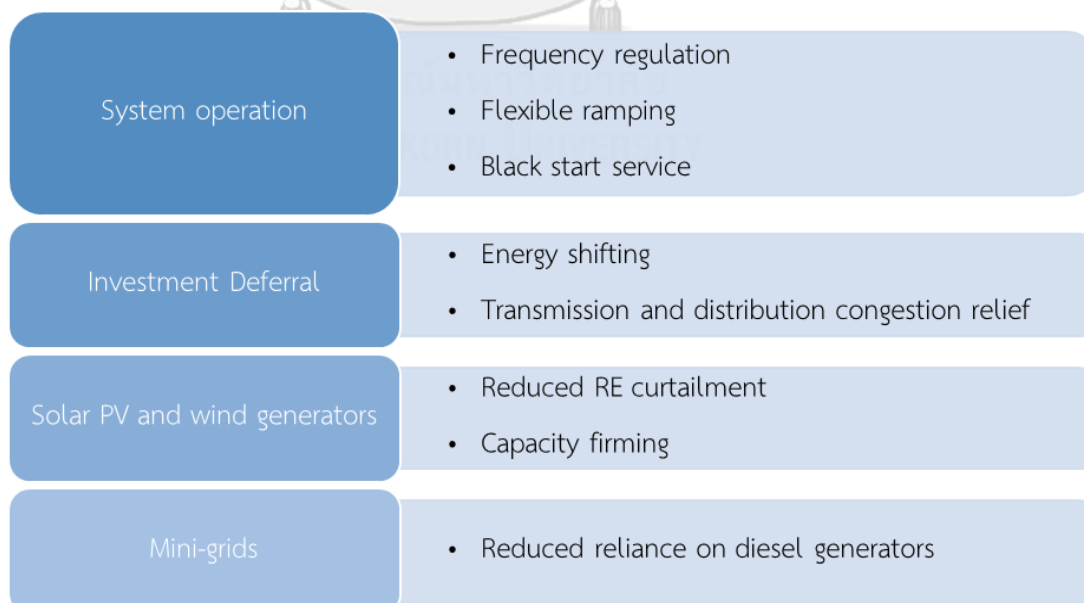 System operation
• Frequency regulation
• Flexible ramping
• Black start service
Investment Deferral
• Energy shifting
• Transmission and distribution congestion relief
Solar PV and wind generators
• Reduced RE curtailment
• Capacity firming
Mini-grids
• Reduced reliance on diesel generators